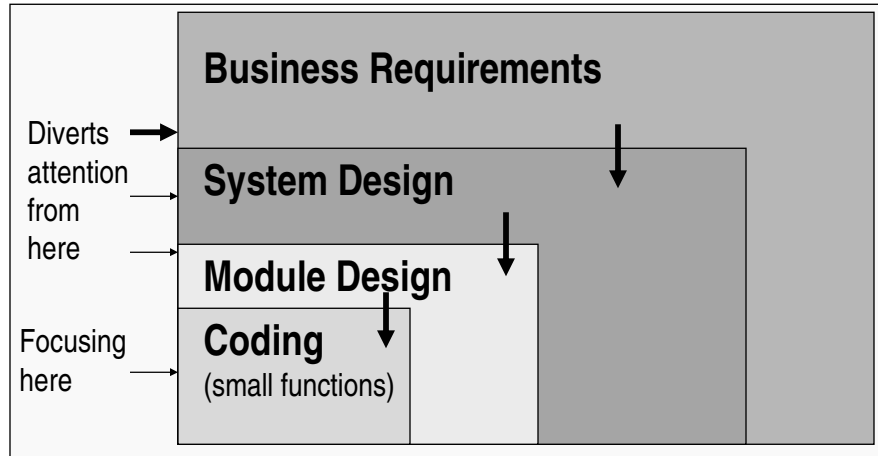 Business Requirements
Diverts
attention
from
here
System Design
Module Design
Focusing
here
Coding
(small functions)